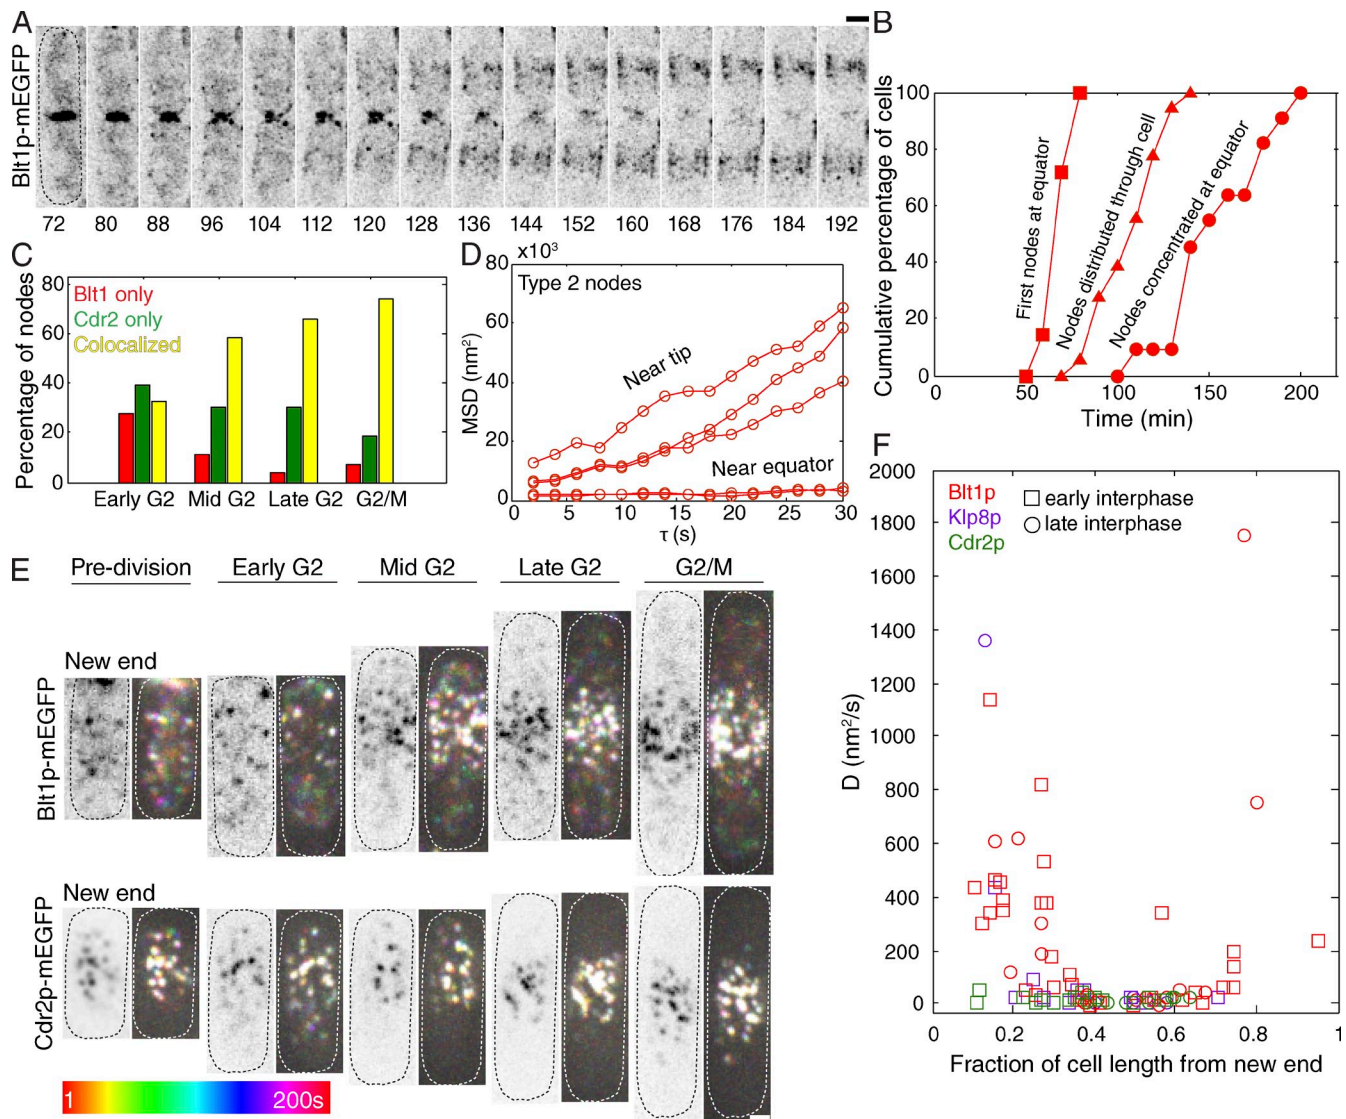 A
Blt1p-mEGFP
72 80 88 96 104 112 120 128 136 144 152 160 168 176 184 192
B
Cumulative percentage of cells
100
80
60
40
20
0
First nodes at equator
Nodes distributed through cell
Nodes concentrated at equator
0 50 100 150 200
Time (min)
C
Percentage of nodes
80
60
40
20
0
Blt1 only
Cdr2 only
Colocalized
Early G2 Mid G2 Late G2 G2/M
D
x10³
MSD (nm²)
80
60
40
20
0
Type 2 nodes
Near tip
Near equator
0 5 10 15 20 25 30
τ (s)
E
Pre-division Early G2 Mid G2 Late G2 G2/M
New end
Blt1p-mEGFP
New end
Cdr2p-mEGFP
1 200s
F
D (nm²/s)
2000
1800
1600
1400
1200
1000
800
600
400
200
0
Blt1p
Klp8p
Cdr2p
early interphase
late interphase
0 0.2 0.4 0.6 0.8 1
Fraction of cell length from new end